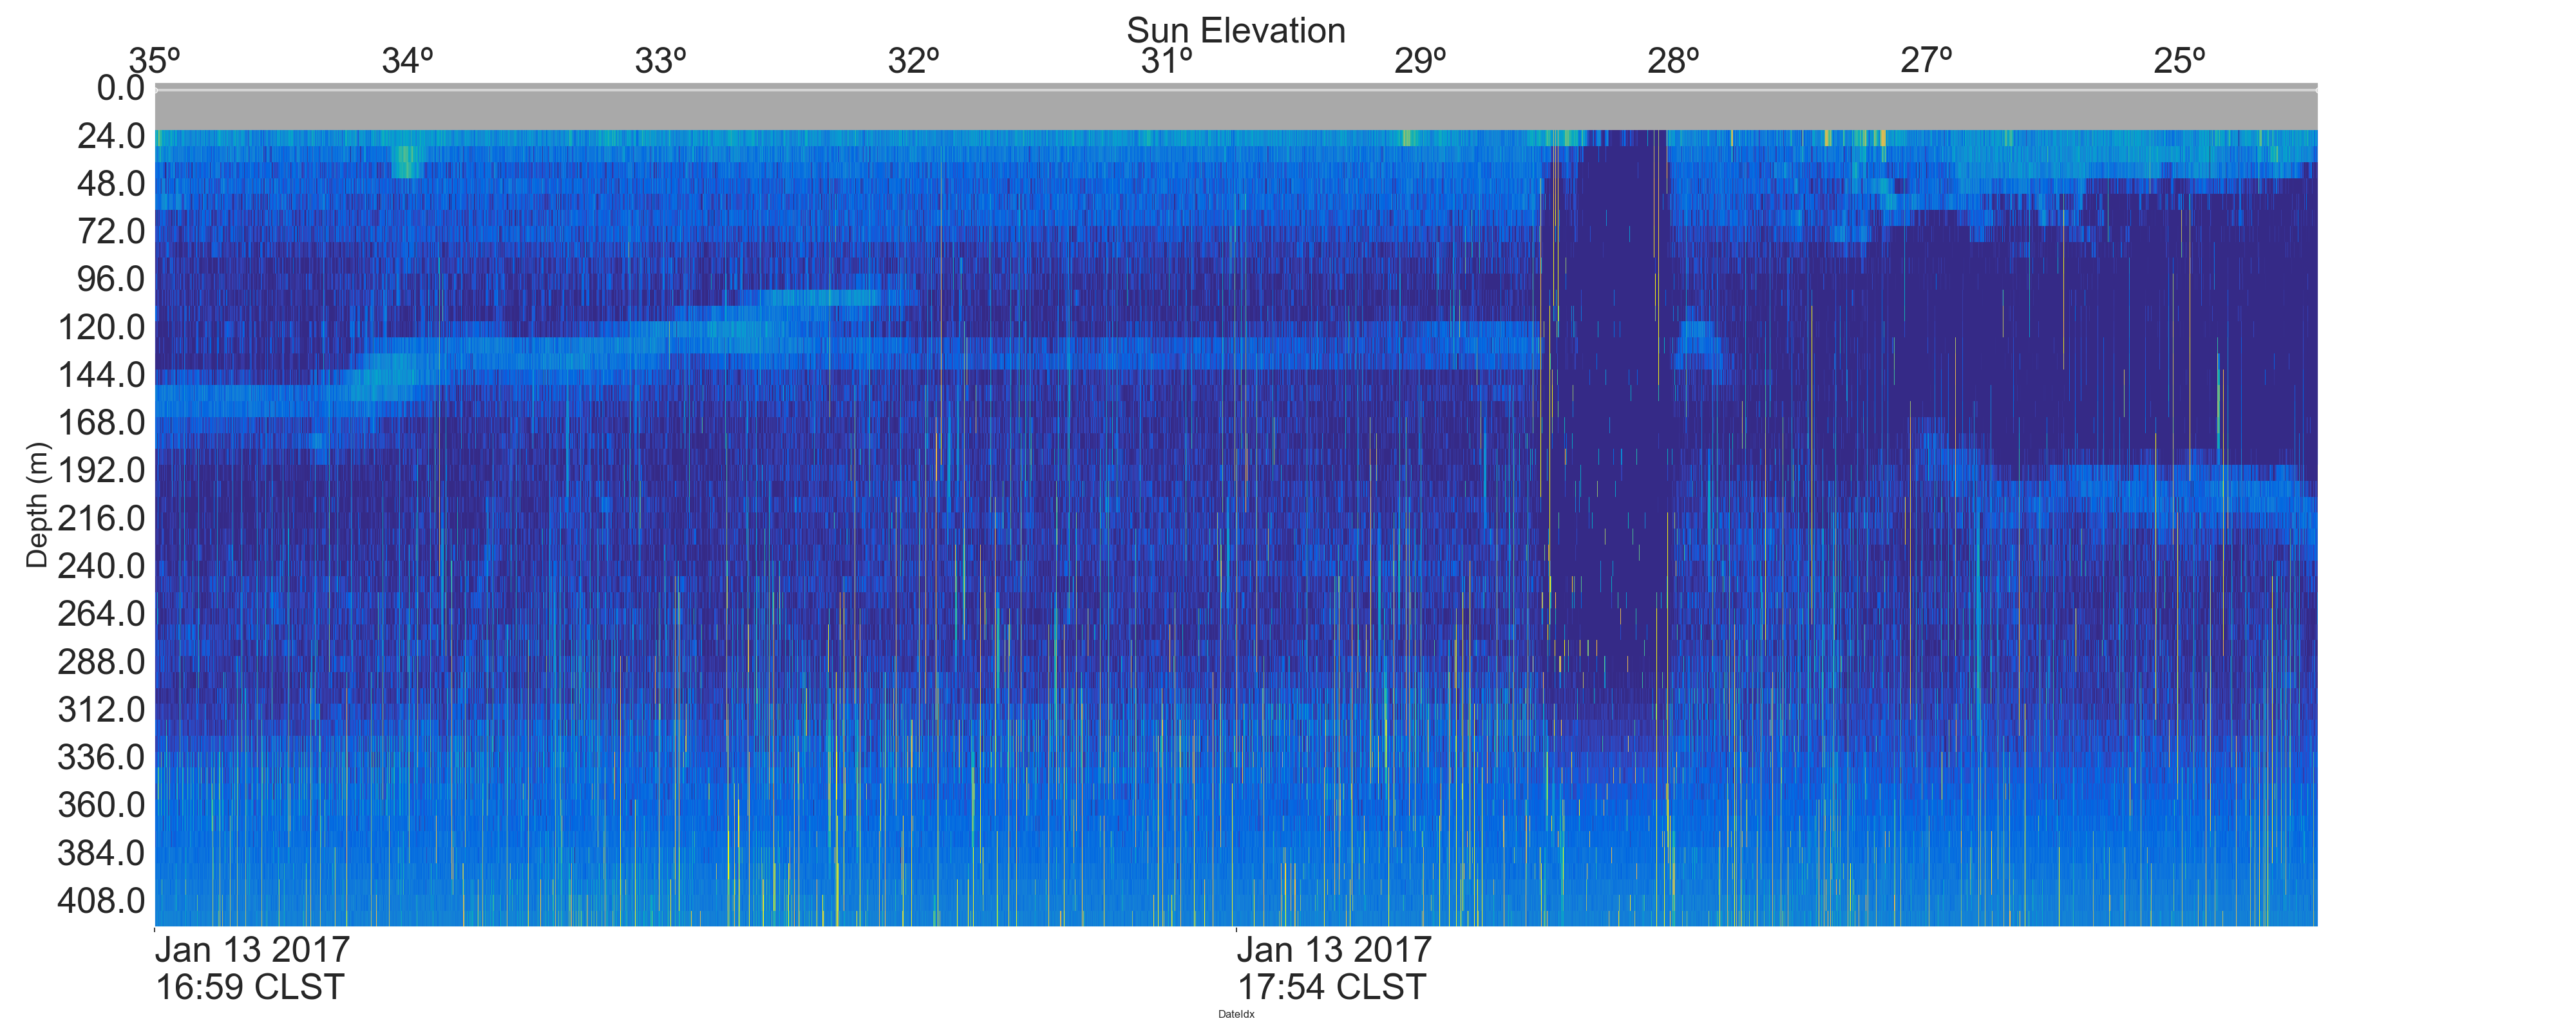 Sun Elevation
35º 34º 33º 32º 31º 29º 28º 27º 25º
0.0
24.0
48.0
72.0
96.0
120.0
144.0
168.0
192.0
216.0
240.0
264.0
288.0
312.0
336.0
360.0
384.0
408.0
Depth (m)
Jan 13 2017
16:59 CLST
Jan 13 2017
17:54 CLST
DateIdx